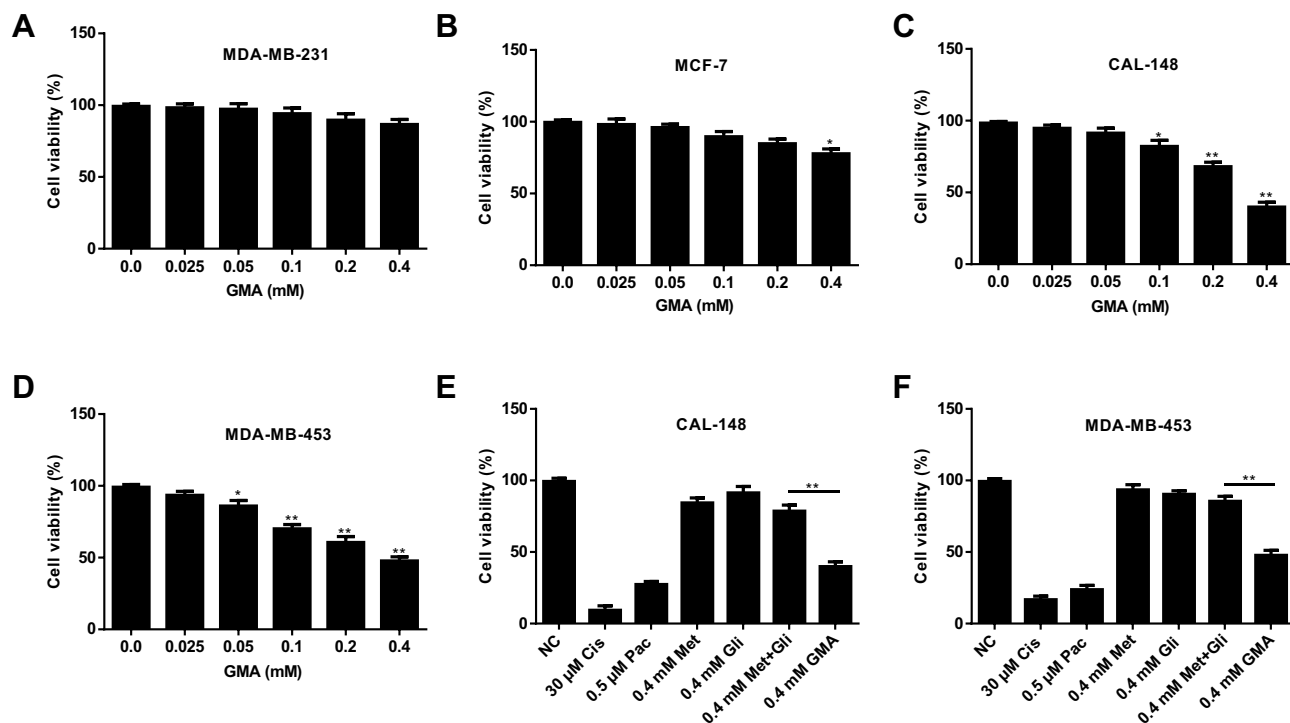 A
MDA-MB-231
Cell viability (%)
150
100
50
0
0.0 0.025 0.05 0.1 0.2 0.4
GMA (mM)
B
MCF-7
Cell viability (%)
150
100
50
0
*
0.0 0.025 0.05 0.1 0.2 0.4
GMA (mM)
C
CAL-148
Cell viability (%)
150
100
50
0
*
**
**
0.0 0.025 0.05 0.1 0.2 0.4
GMA (mM)
D
MDA-MB-453
Cell viability (%)
150
100
50
0
*
**
**
**
0.0 0.025 0.05 0.1 0.2 0.4
GMA (mM)
E
CAL-148
Cell viability (%)
150
100
50
0
**
NC
30 µM Cis
0.5 µM Pac
0.4 mM Met
0.4 mM Gli
0.4 mM Met+Gli
0.4 mM GMA
F
MDA-MB-453
Cell viability (%)
150
100
50
0
**
NC
30 µM Cis
0.5 µM Pac
0.4 mM Met
0.4 mM Gli
0.4 mM Met+Gli
0.4 mM GMA